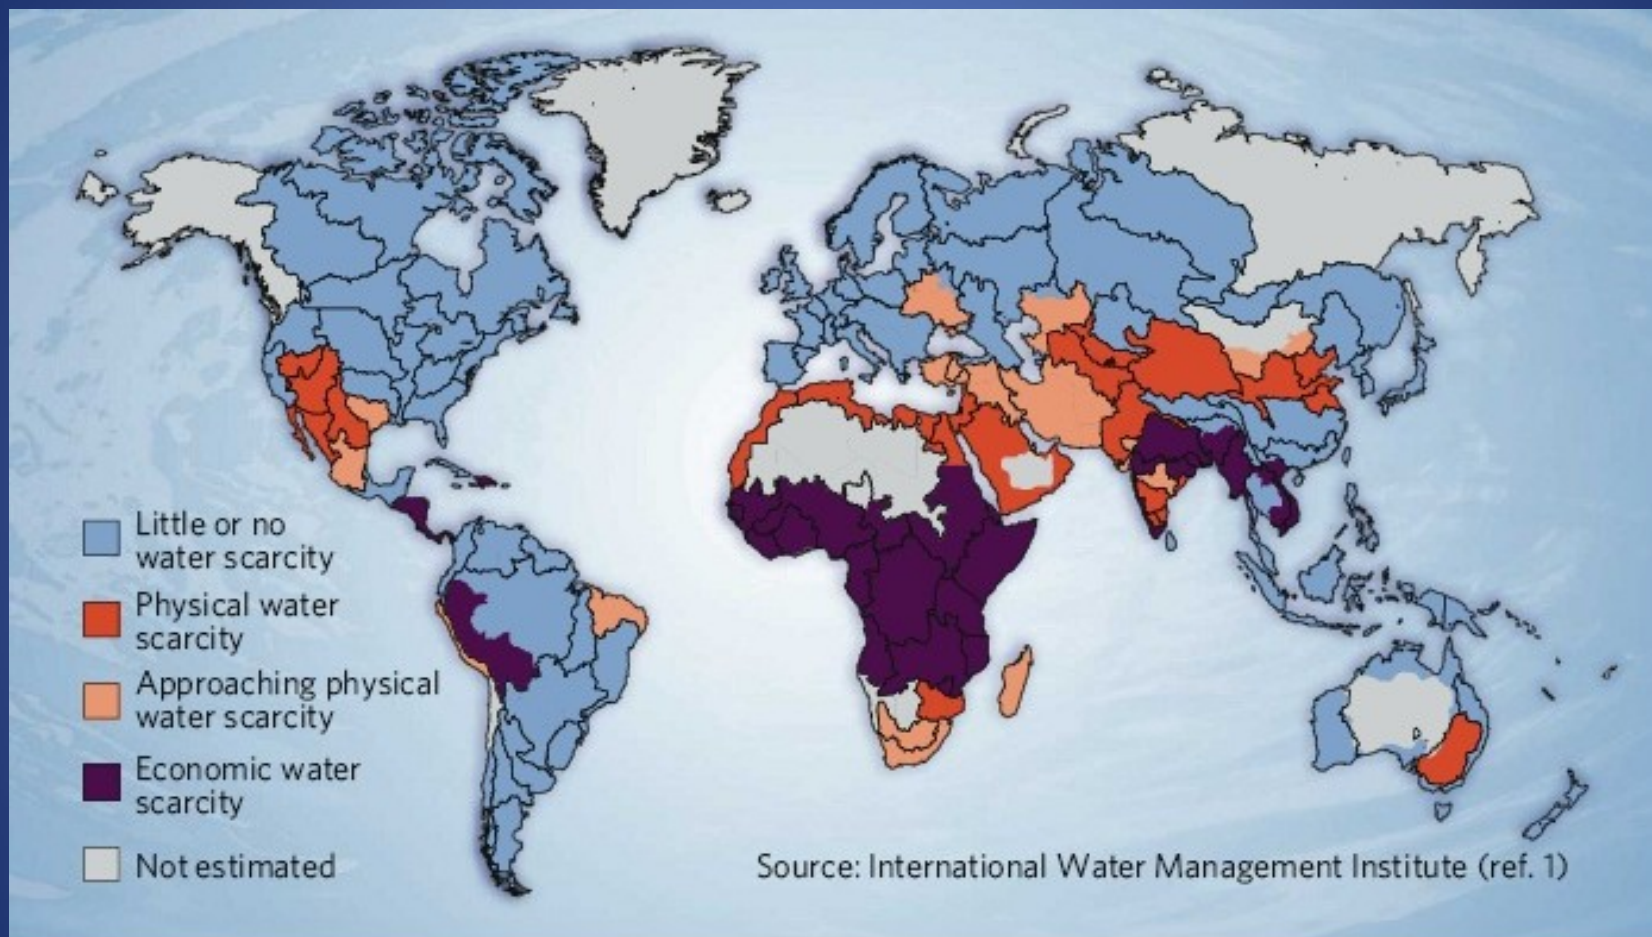 Little or no
water scarcity
Physical water
scarcity
Approaching physical
water scarcity
Economic water
scarcity
Not estimated
Source: International Water Management Institute (ref. 1)